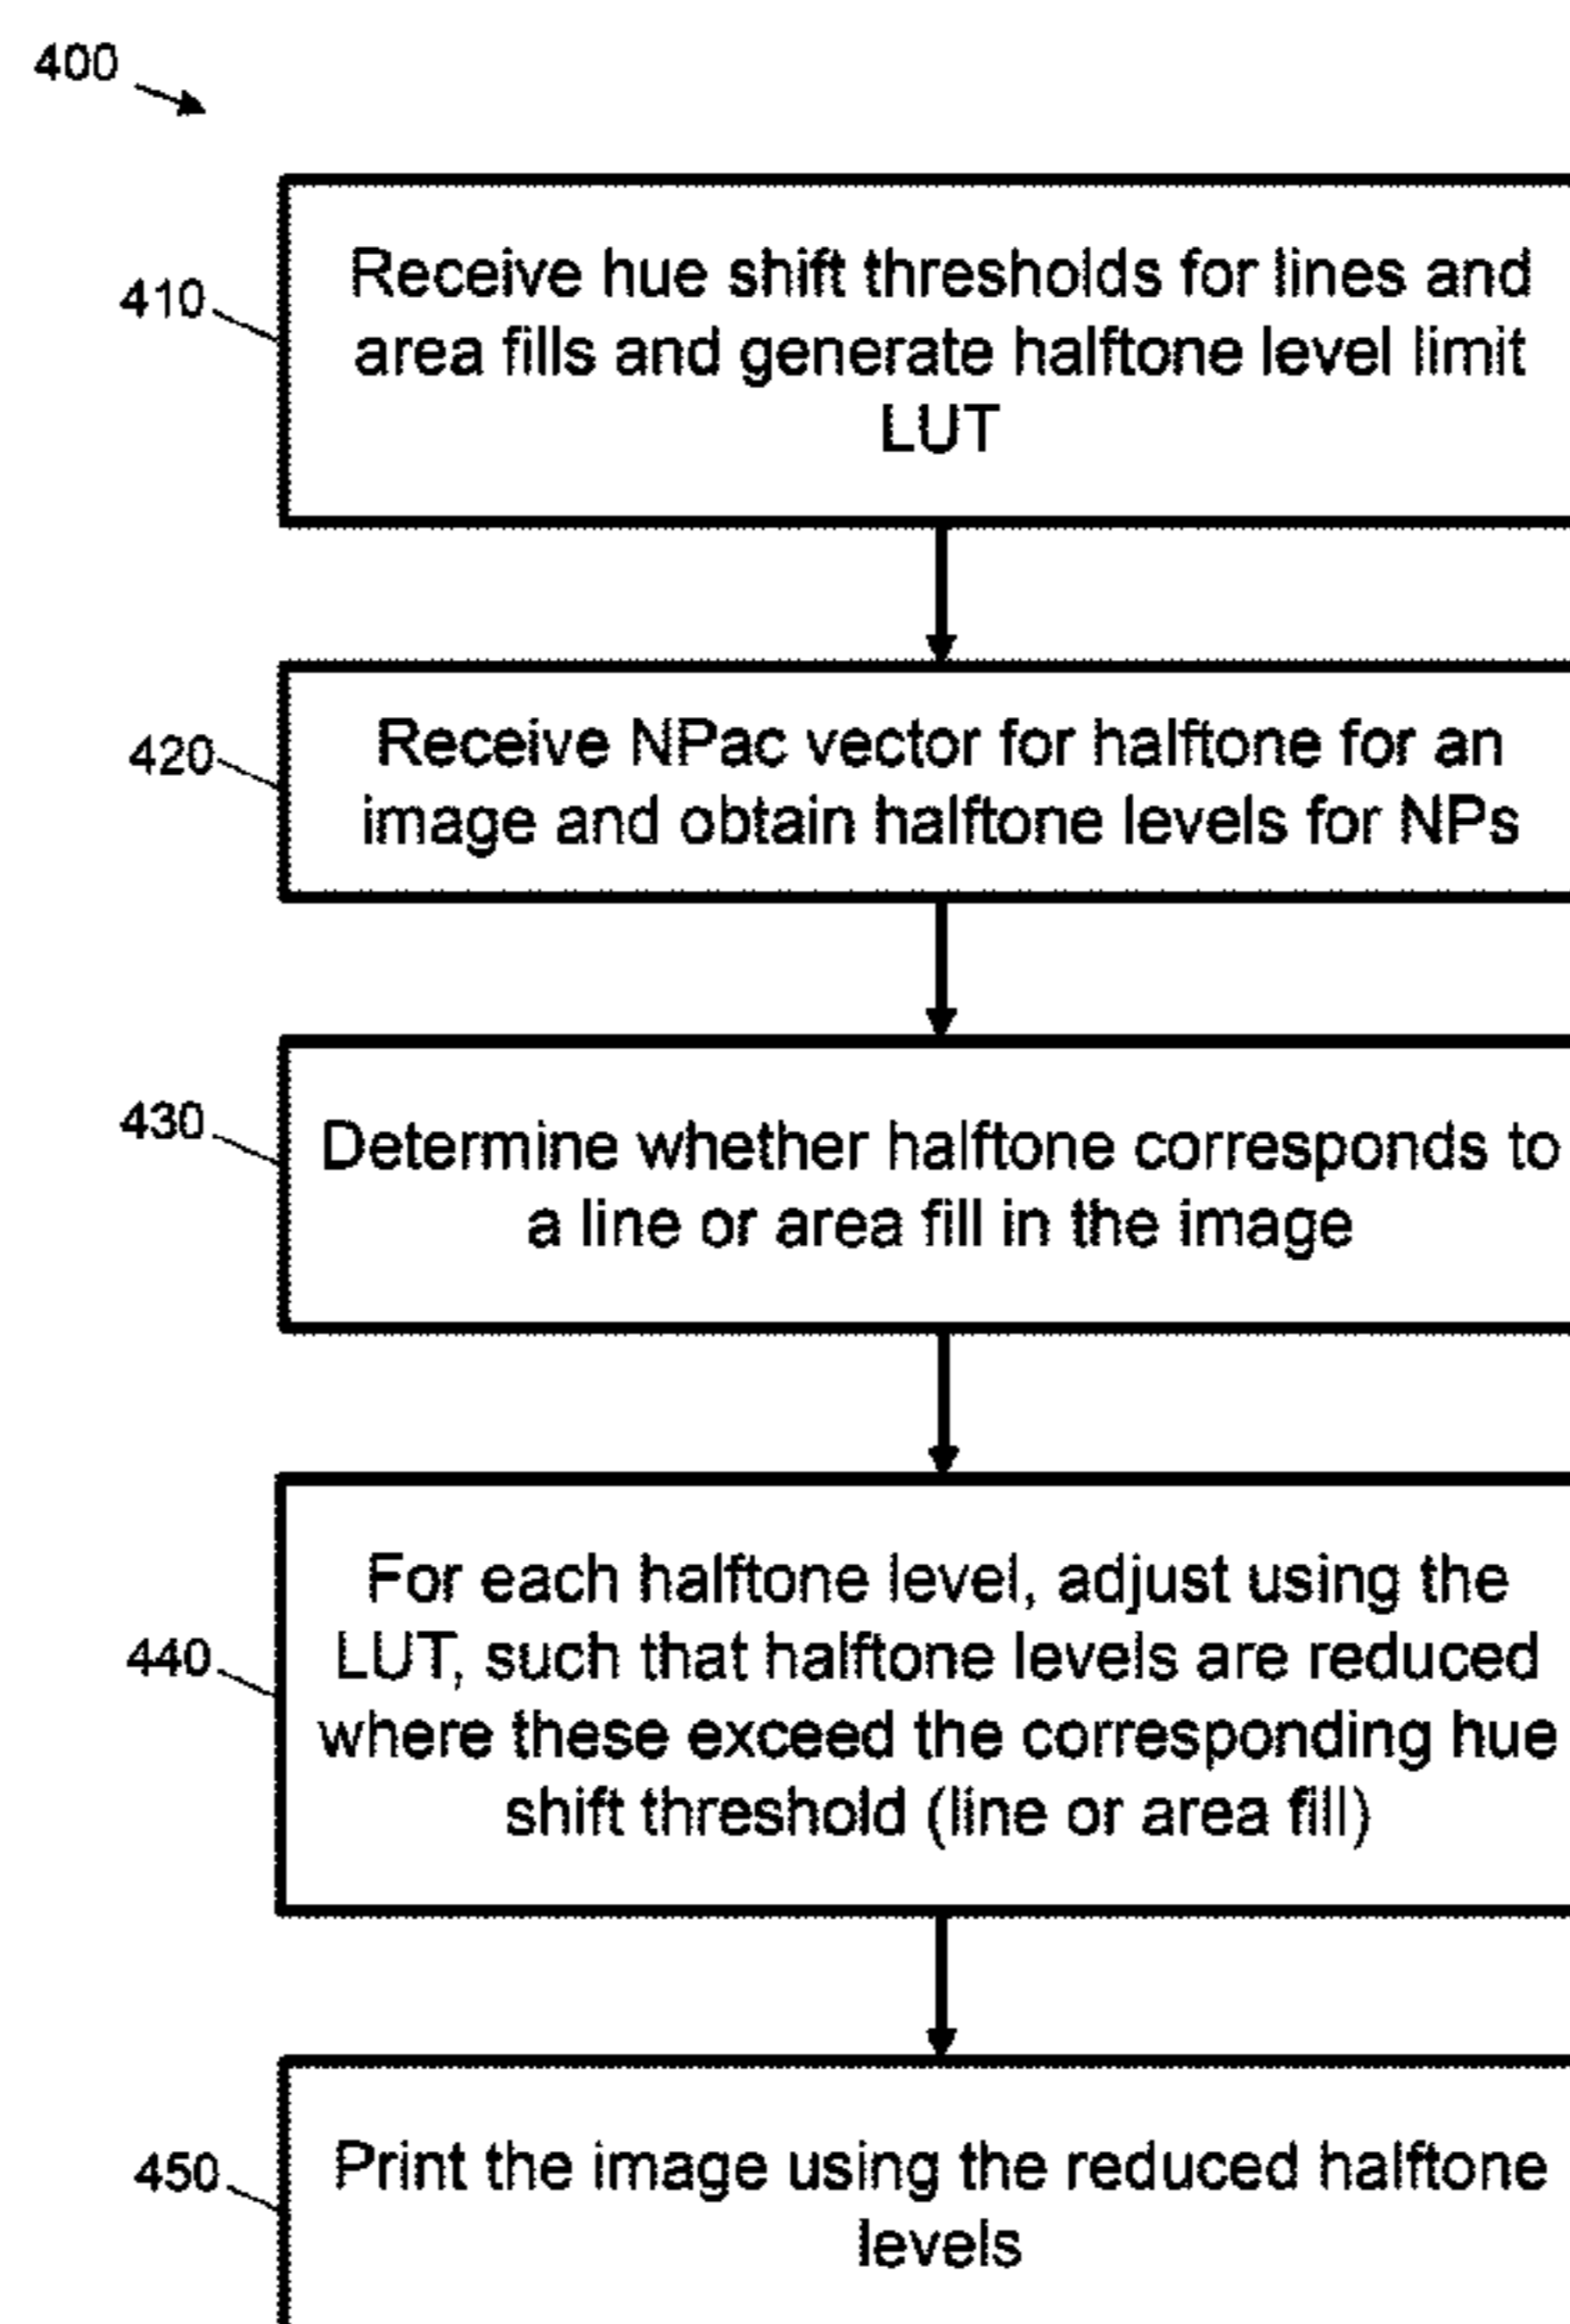 400
410
Receive hue shift thresholds for lines and
area fills and generate halftone level limit
LUT
420
Receive NPac vector for halftone for an
image and obtain halftone levels for NPs
430
Determine whether halftone corresponds to
a line or area fill in the image
440
For each halftone level, adjust using the
LUT, such that halftone levels are reduced
where these exceed the corresponding hue
shift threshold (line or area fill)
450
Print the image using the reduced halftone
levels